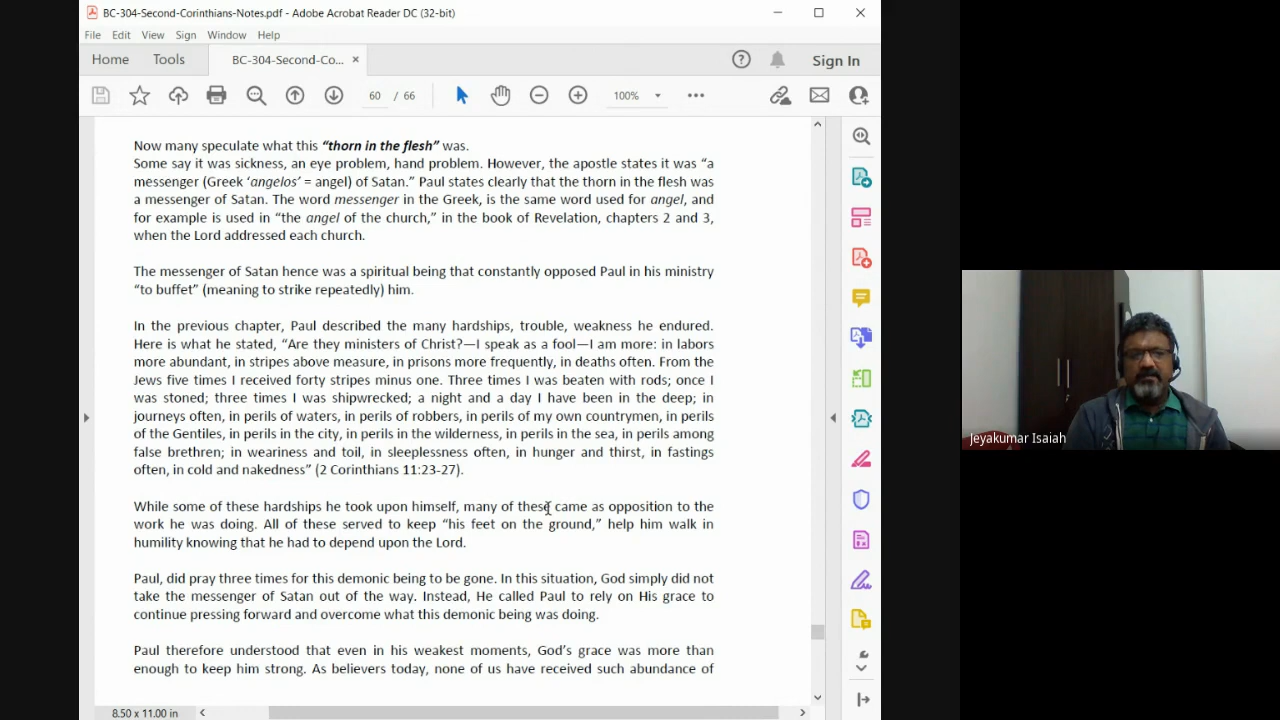 BC-304-Second-Corinthians-Notes.pdf - Adobe Acrobat Reader DC (32-bit)
File Edit View Sign Window Help
Home Tools BC-304-Second-Co... × Sign In
60 / 66 100%
Now many speculate what this “thorn in the flesh” was.
Some say it was sickness, an eye problem, hand problem. However, the apostle states it was “a
messenger (Greek ‘angelos’ = angel) of Satan.” Paul states clearly that the thorn in the flesh was
a messenger of Satan. The word messenger in the Greek, is the same word used for angel, and
for example is used in “the angel of the church,” in the book of Revelation, chapters 2 and 3,
when the Lord addressed each church.
The messenger of Satan hence was a spiritual being that constantly opposed Paul in his ministry
“to buffet” (meaning to strike repeatedly) him.
In the previous chapter, Paul described the many hardships, trouble, weakness he endured.
Here is what he stated, “Are they ministers of Christ?—I speak as a fool—I am more: in labors
more abundant, in stripes above measure, in prisons more frequently, in deaths often. From the
Jews five times I received forty stripes minus one. Three times I was beaten with rods; once I
was stoned; three times I was shipwrecked; a night and a day I have been in the deep; in
journeys often, in perils of waters, in perils of robbers, in perils of my own countrymen, in perils
of the Gentiles, in perils in the city, in perils in the wilderness, in perils in the sea, in perils among
false brethren; in weariness and toil, in sleeplessness often, in hunger and thirst, in fastings
often, in cold and nakedness” (2 Corinthians 11:23-27).
While some of these hardships he took upon himself, many of these came as opposition to the
work he was doing. All of these served to keep “his feet on the ground,” help him walk in
humility knowing that he had to depend upon the Lord.
Paul, did pray three times for this demonic being to be gone. In this situation, God simply did not
take the messenger of Satan out of the way. Instead, He called Paul to rely on His grace to
continue pressing forward and overcome what this demonic being was doing.
Paul therefore understood that even in his weakest moments, God’s grace was more than
enough to keep him strong. As believers today, none of us have received such abundance of
8.50 x 11.00 in
Jeyakumar Isaiah